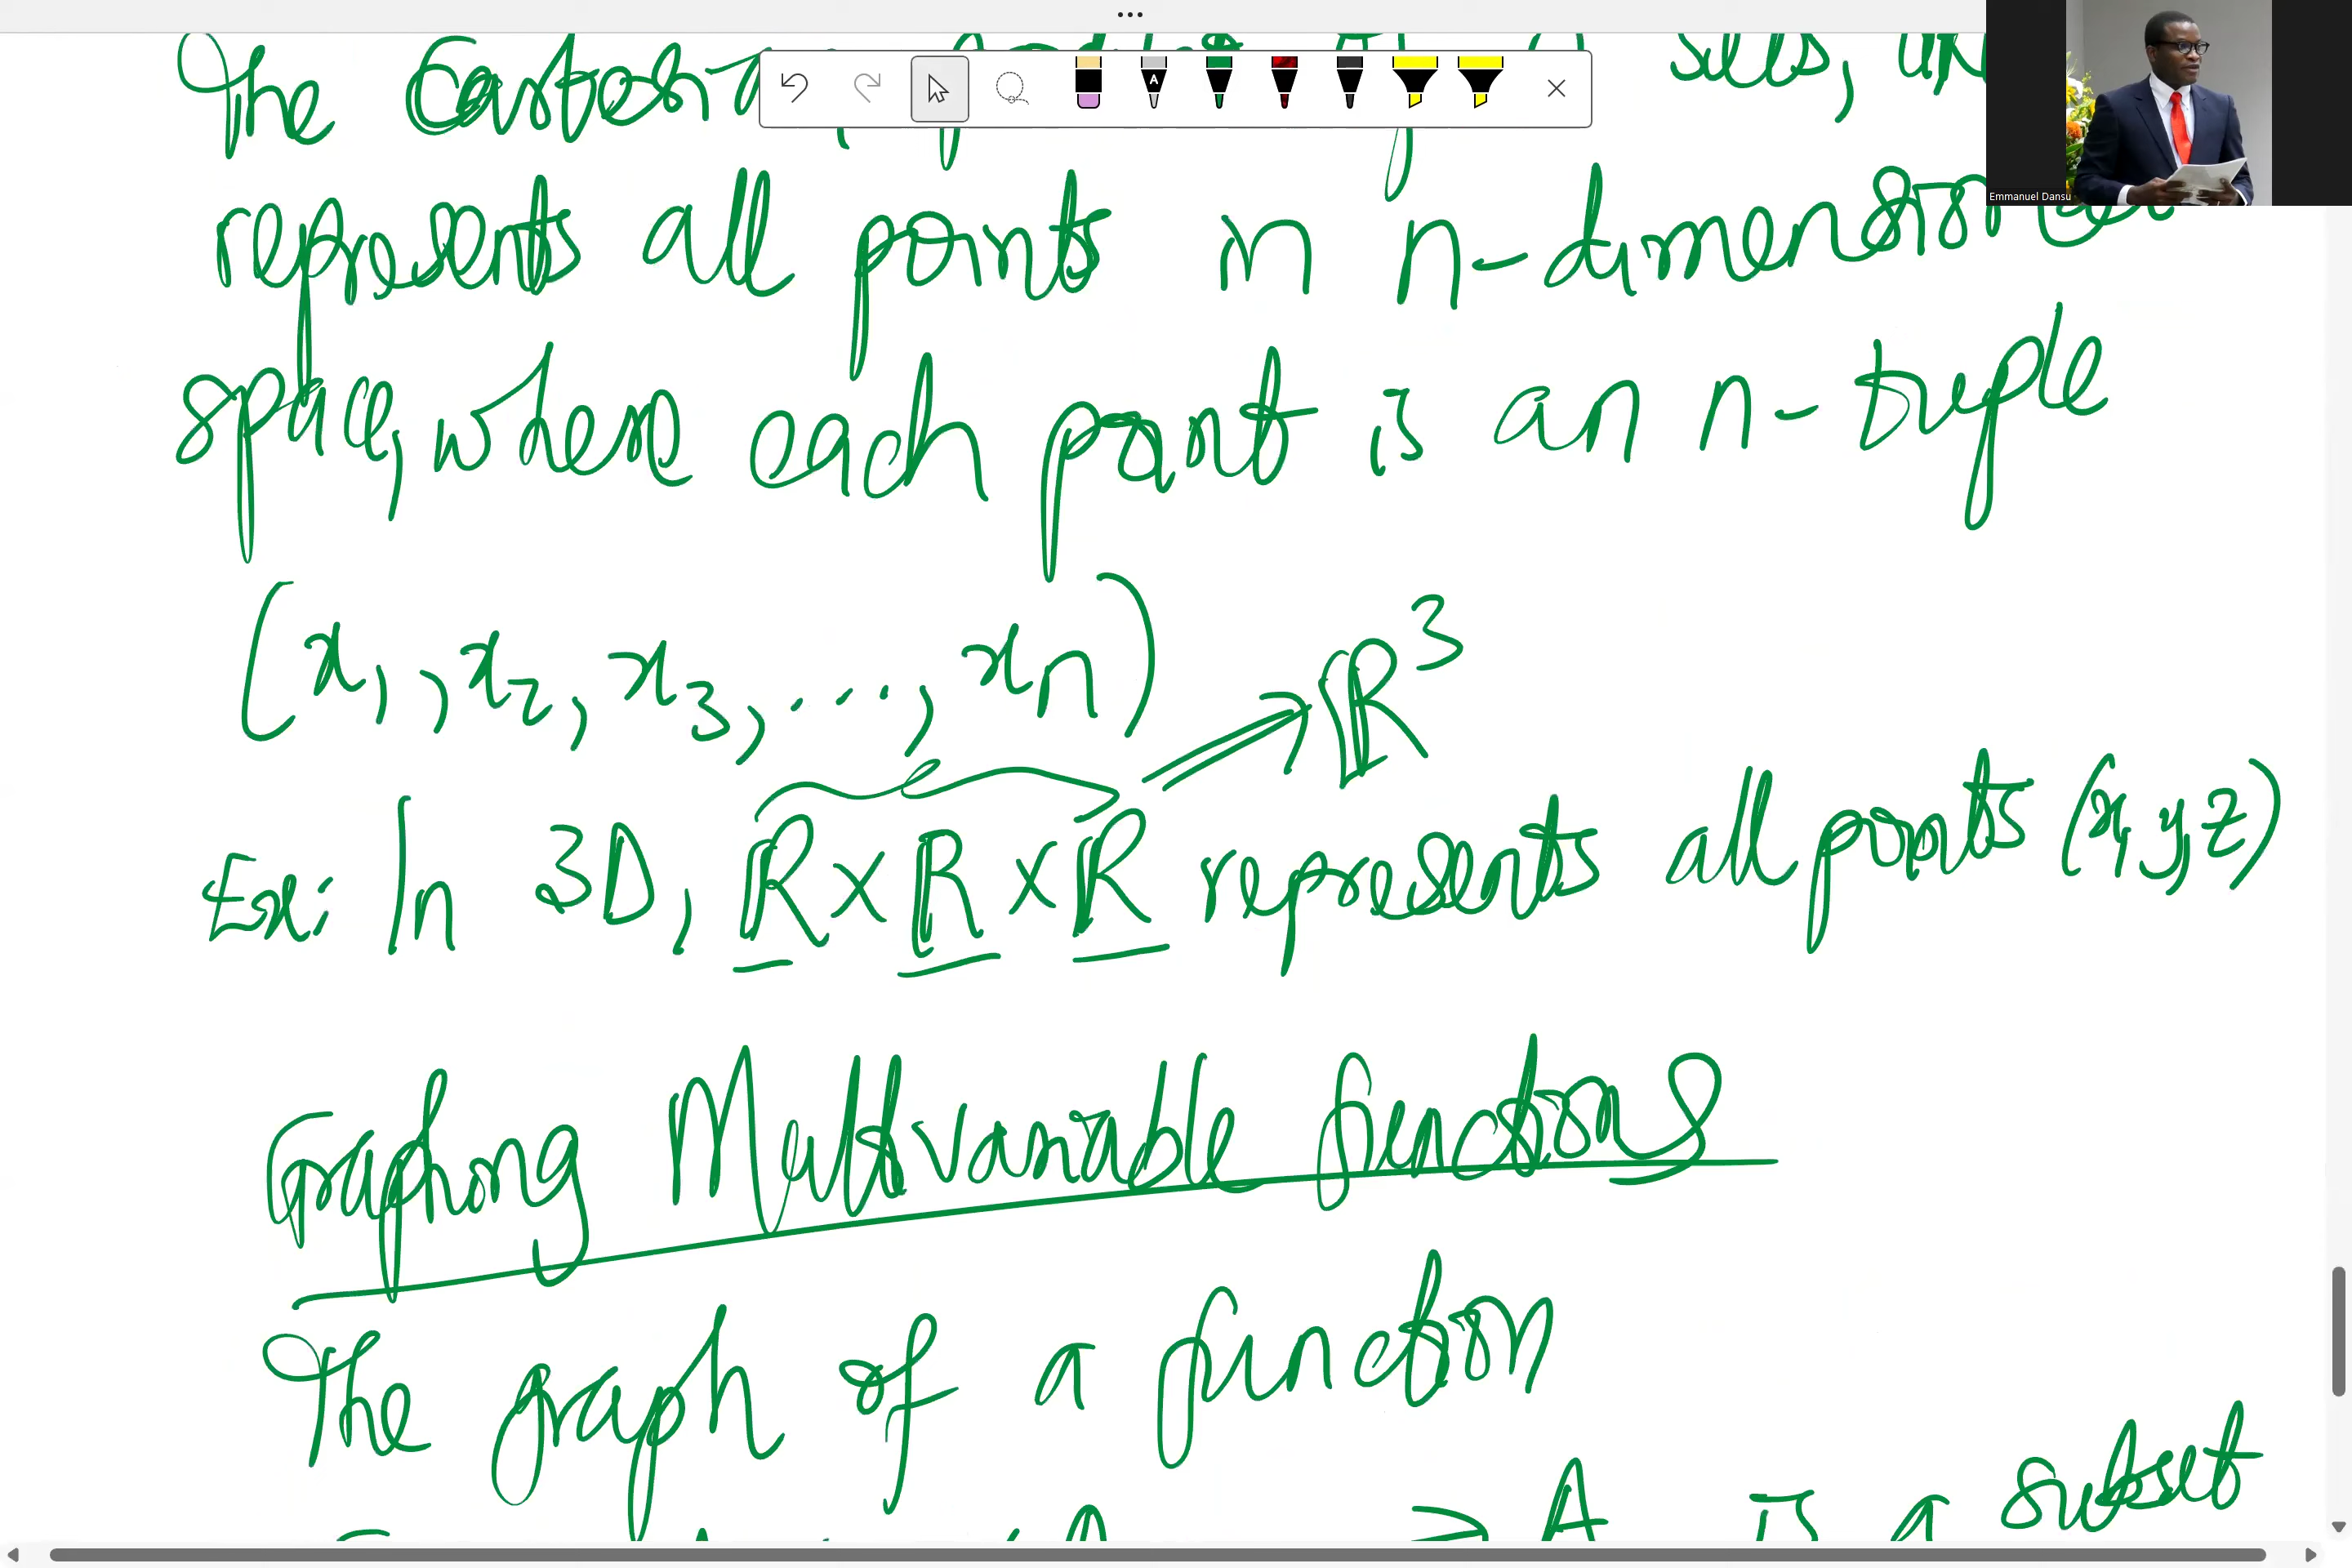 The Cartesian
sets,
Emmanuel Dansu
represents all points in n-dimensional
space, where each point is an n-tuple
(x₁, x₂, x₃, ..., xₙ)
ℝ³
Ex: In 3D, ℝ × ℝ × ℝ represents all points (x, y, z)
Graphing Multivariable functions
The graph of a function
A is a subset